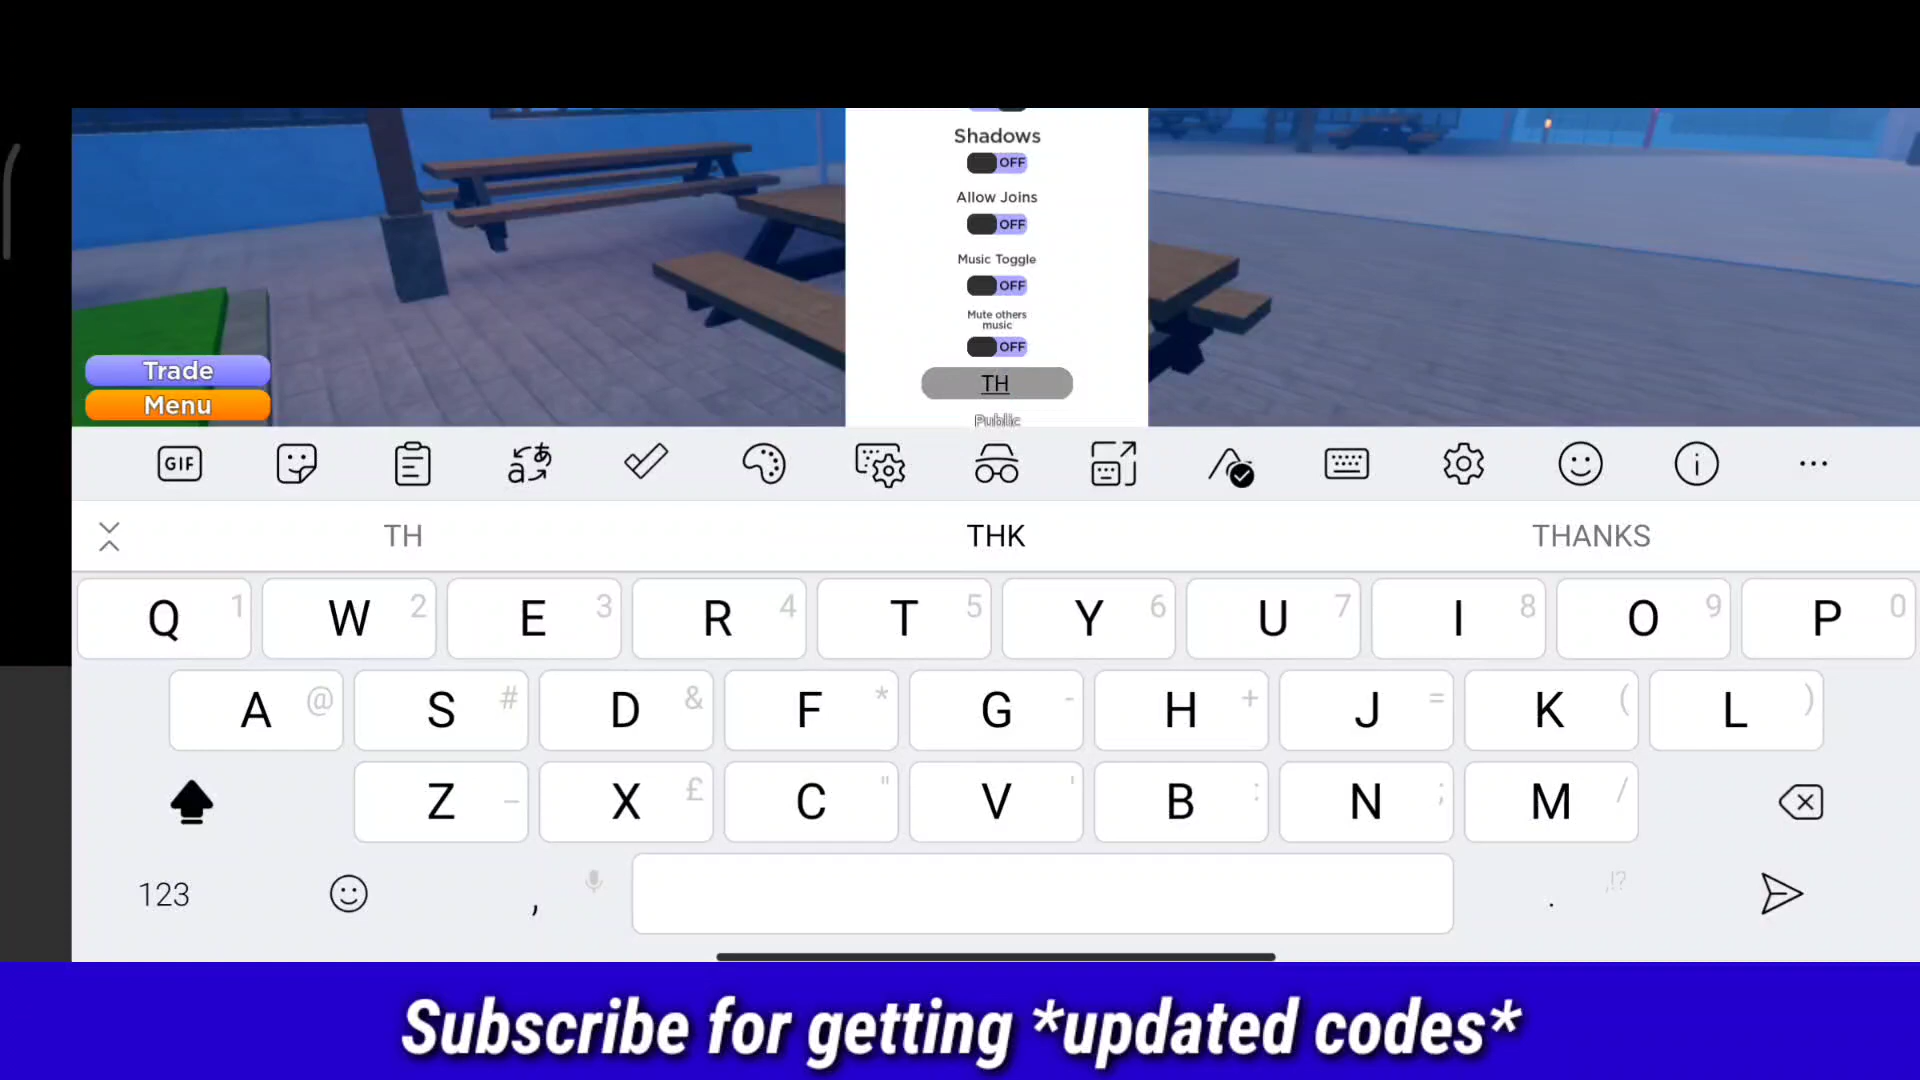 Shadows
OFF
Allow Joins
OFF
Music Toggle
OFF
Mute others
music
OFF
TH
Public
Trade
Menu
GIF
TH THK THANKS
Q 1 W 2 E 3 R 4 T 5 Y 6 U 7 I 8 O 9 P 0
A @ S # D & F * G - H + J = K ( L )
Z _ X £ C " V ' B : N ; M /
123 , . ,!?
Subscribe for getting *updated codes*